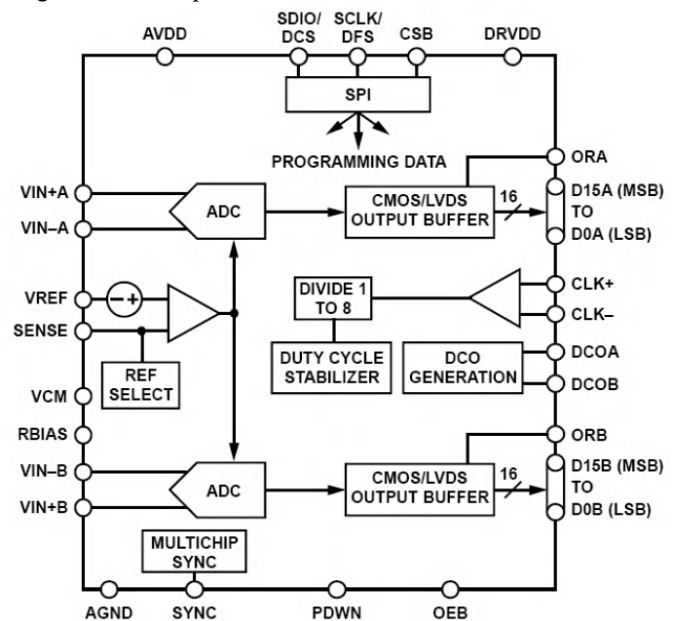 SDIO/
DCS
SCLK/
DFS
AVDD
CSB
DRVDD
SPI
PROGRAMMING DATA
ORA
VIN+A
VIN–A
ADC
CMOS/LVDS
OUTPUT BUFFER
16
D15A (MSB)
TO
D0A (LSB)
VREF
SENSE
– +
REF
SELECT
DIVIDE 1
TO 8
DUTY CYCLE
STABILIZER
DCO
GENERATION
CLK+
CLK–
DCOA
DCOB
VCM
RBIAS
ORB
VIN–B
VIN+B
ADC
CMOS/LVDS
OUTPUT BUFFER
16
D15B (MSB)
TO
D0B (LSB)
MULTICHIP
SYNC
AGND
SYNC
PDWN
OEB